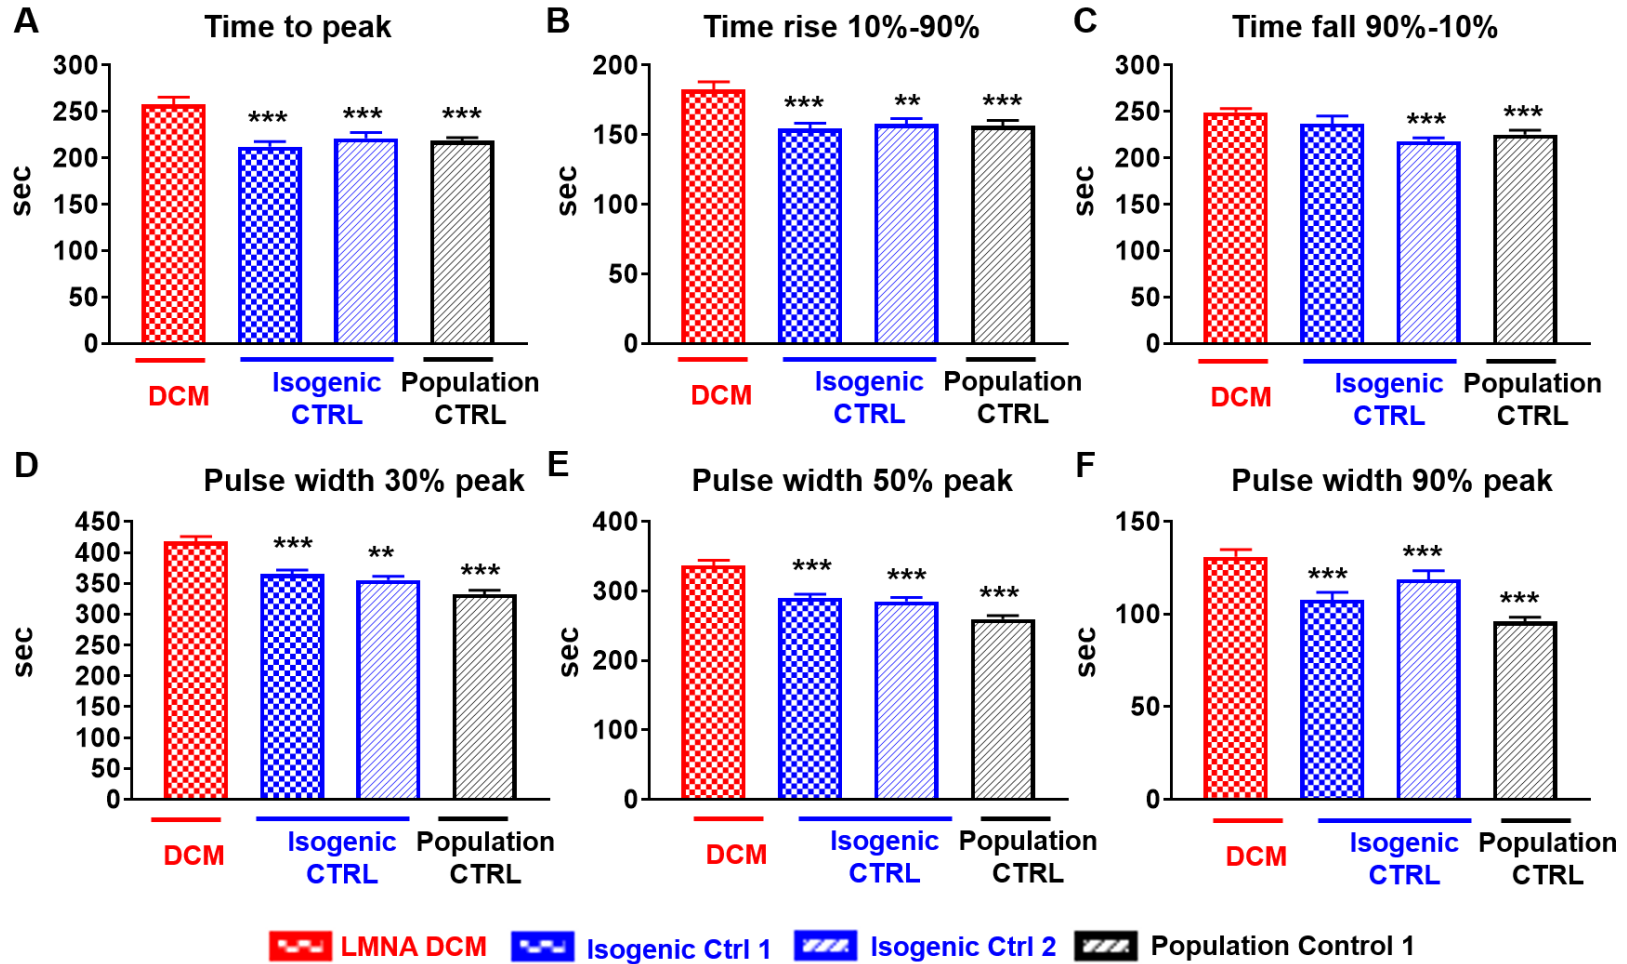 A Time to peak
300
250
200
150
100
50
0
sec
*** *** ***
DCM
Isogenic
CTRL
Population
CTRL
B Time rise 10%-90%
200
150
100
50
0
sec
*** ** ***
DCM
Isogenic
CTRL
Population
CTRL
C Time fall 90%-10%
300
250
200
150
100
50
0
sec
*** ***
DCM
Isogenic
CTRL
Population
CTRL
D Pulse width 30% peak
450
400
350
300
250
200
150
100
50
0
sec
*** ** ***
DCM
Isogenic
CTRL
Population
CTRL
E Pulse width 50% peak
400
300
200
100
0
sec
*** *** ***
DCM
Isogenic
CTRL
Population
CTRL
F Pulse width 90% peak
150
100
50
0
sec
*** *** ***
DCM
Isogenic
CTRL
Population
CTRL
LMNA DCM Isogenic Ctrl 1 Isogenic Ctrl 2 Population Control 1